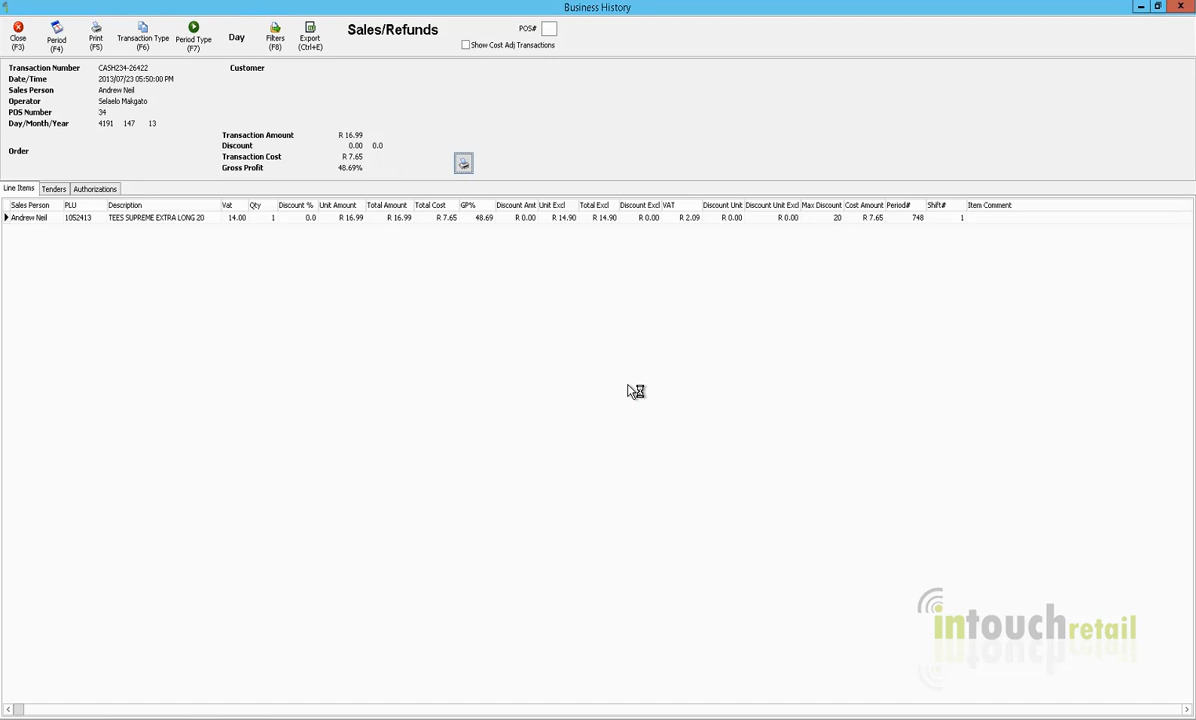 Business History
Close (F3)
Period (F4)
Print (F5)
Transaction Type (F6)
Period Type (F7)
Day
Filters (F8)
Export (Ctrl+E)
Sales/Refunds
POS#
Show Cost Adj Transactions
Transaction Number CASH234-26422
Customer
Date/Time 2013/07/23 05:50:00 PM
Sales Person Andrew Neil
Operator Selaelo Makgato
POS Number 34
Day/Month/Year 4191 147 13
Transaction Amount R 16.99
Discount 0.00 0.0
Order
Transaction Cost R 7.65
Gross Profit 48.69%
Line Items Tenders Authorizations
Sales Person PLU Description Vat Qty Discount % Unit Amount Total Amount Total Cost GP% Discount Amt Unit Excl Total Excl Discount Excl VAT Discount Unit Discount Unit Excl Max Discount Cost Amount Period# Shift# Item Comment
Andrew Neil 1052413 TEES SUPREME EXTRA LONG 20 14.00 1 0.0 R 16.99 R 16.99 R 7.65 48.69 R 0.00 R 14.90 R 14.90 R 0.00 R 2.09 R 0.00 R 0.00 20 R 7.65 748 1
intouchretail